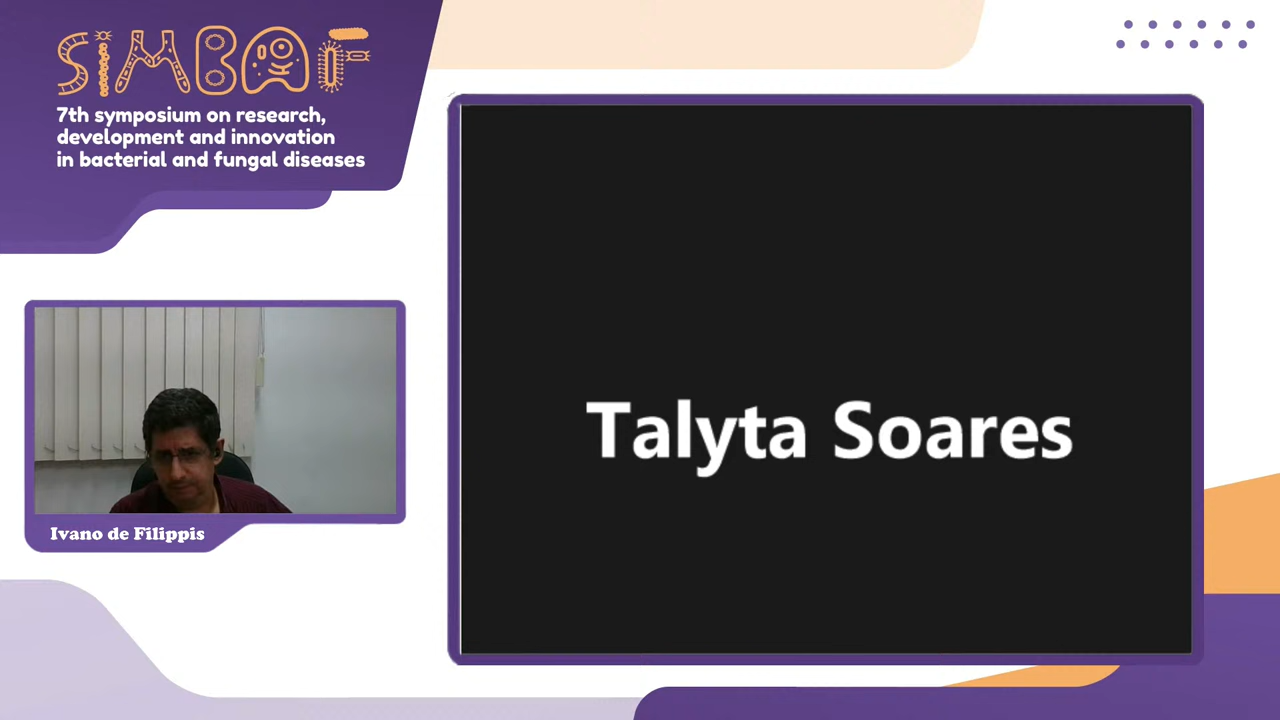 SIMBAF
7th symposium on research,
development and innovation
in bacterial and fungal diseases
Ivano de Filippis
Talyta Soares